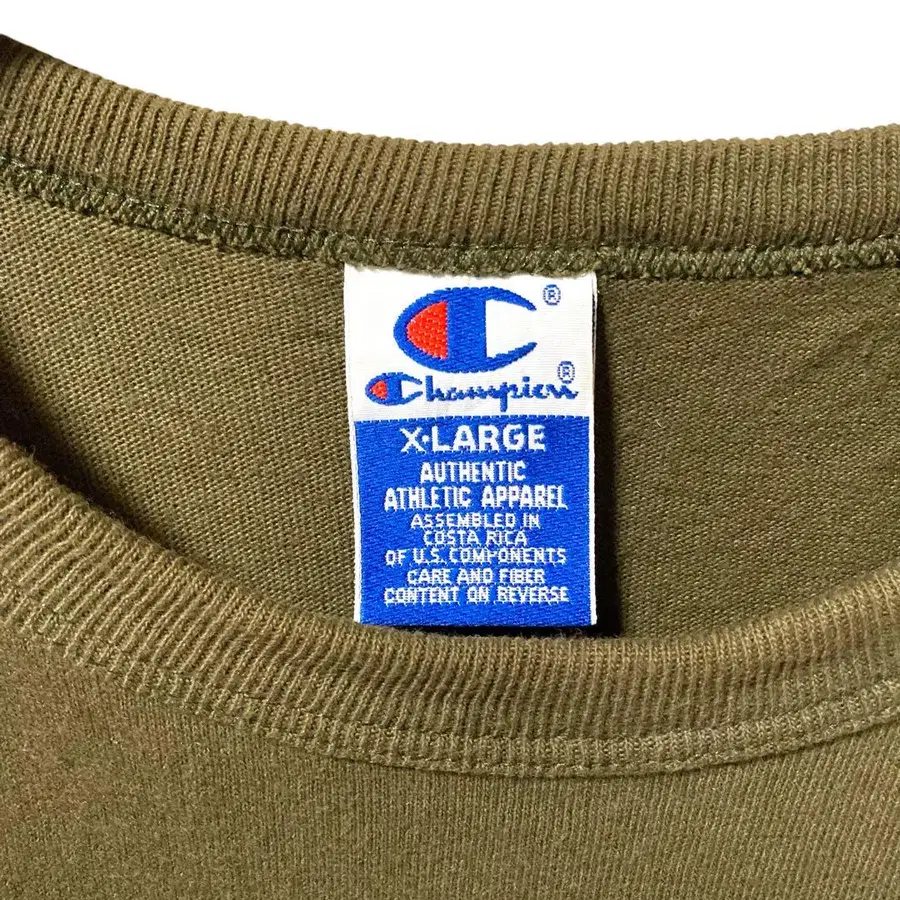 ®
Champion®
X·LARGE
AUTHENTIC
ATHLETIC APPAREL
ASSEMBLED IN
COSTA RICA
OF U.S. COMPONENTS
CARE AND FIBER
CONTENT ON REVERSE